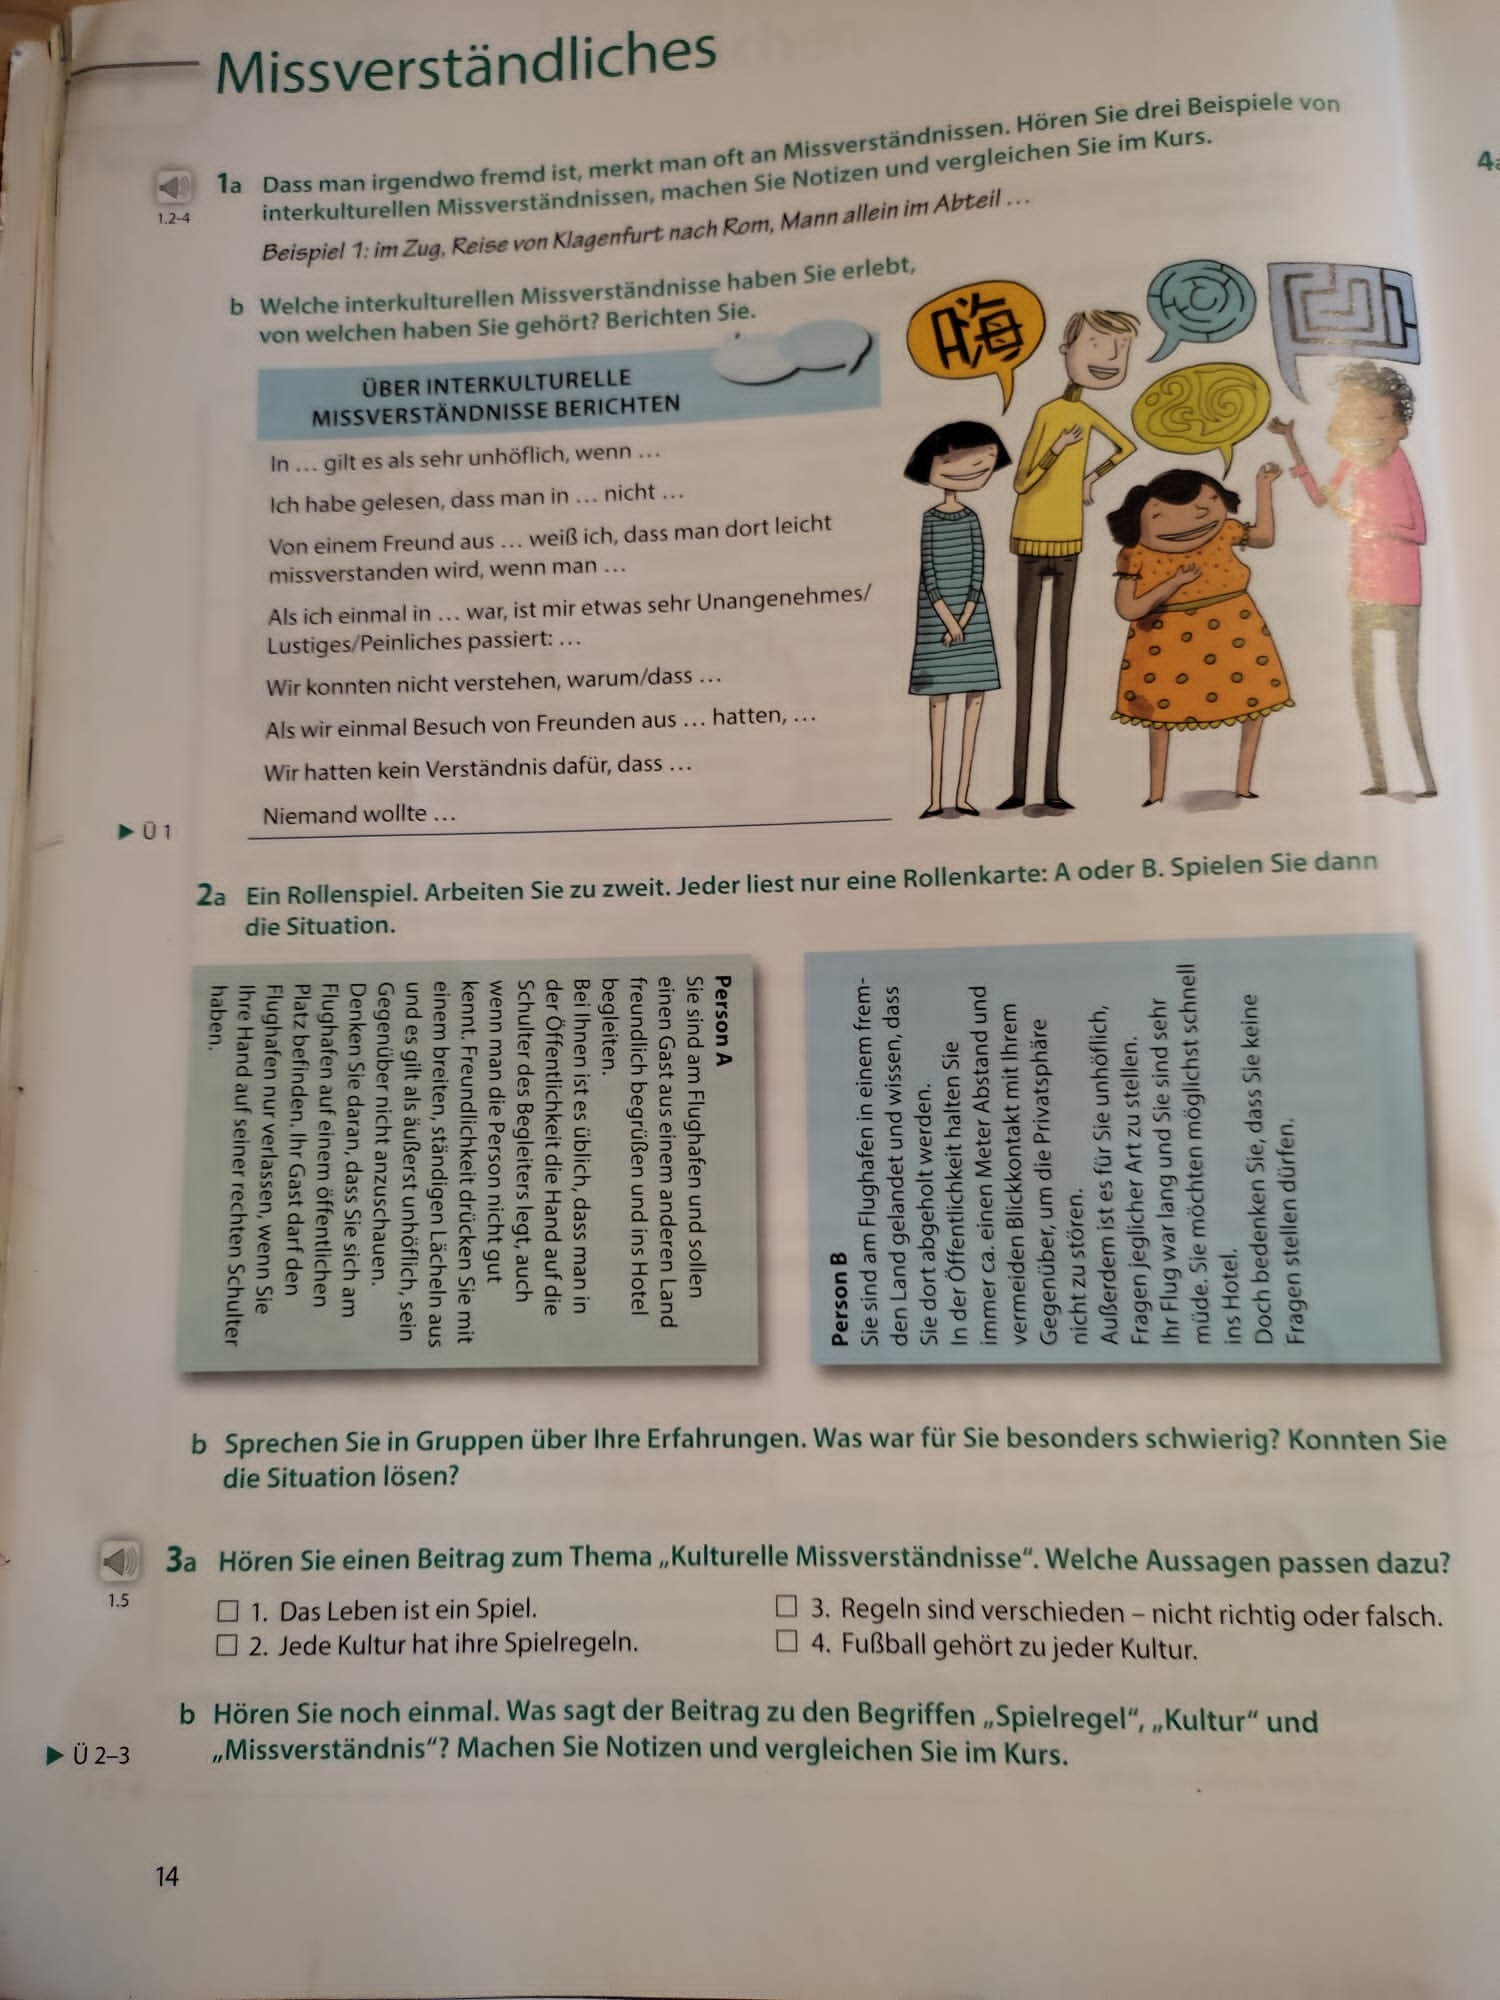 Missverständliches
1.2-4
1a Dass man irgendwo fremd ist, merkt man oft an Missverständnissen. Hören Sie drei Beispiele von
interkulturellen Missverständnissen, machen Sie Notizen und vergleichen Sie im Kurs.
Beispiel 1: im Zug, Reise von Klagenfurt nach Rom, Mann allein im Abteil …
b Welche interkulturellen Missverständnisse haben Sie erlebt,
von welchen haben Sie gehört? Berichten Sie.
嗨
ÜBER INTERKULTURELLE
MISSVERSTÄNDNISSE BERICHTEN
In … gilt es als sehr unhöflich, wenn …
Ich habe gelesen, dass man in … nicht …
Von einem Freund aus … weiß ich, dass man dort leicht
missverstanden wird, wenn man …
Als ich einmal in … war, ist mir etwas sehr Unangenehmes/
Lustiges/Peinliches passiert: …
Wir konnten nicht verstehen, warum/dass …
Als wir einmal Besuch von Freunden aus … hatten, …
Wir hatten kein Verständnis dafür, dass …
Niemand wollte …
▶ Ü 1
2a Ein Rollenspiel. Arbeiten Sie zu zweit. Jeder liest nur eine Rollenkarte: A oder B. Spielen Sie dann
die Situation.
Person A
Sie sind am Flughafen und sollen
einen Gast aus einem anderen Land
freundlich begrüßen und ins Hotel
begleiten.
Bei Ihnen ist es üblich, dass man in
der Öffentlichkeit die Hand auf die
Schulter des Begleiters legt, auch
wenn man die Person nicht gut
kennt. Freundlichkeit drücken Sie mit
einem breiten, ständigen Lächeln aus
und es gilt als äußerst unhöflich, sein
Gegenüber nicht anzuschauen.
Denken Sie daran, dass Sie sich am
Flughafen auf einem öffentlichen
Platz befinden. Ihr Gast darf den
Flughafen nur verlassen, wenn Sie
Ihre Hand auf seiner rechten Schulter
haben.
Person B
Sie sind am Flughafen in einem frem-
den Land gelandet und wissen, dass
Sie dort abgeholt werden.
In der Öffentlichkeit halten Sie
immer ca. einen Meter Abstand und
vermeiden Blickkontakt mit Ihrem
Gegenüber, um die Privatsphäre
nicht zu stören.
Außerdem ist es für Sie unhöflich,
Fragen jeglicher Art zu stellen.
Ihr Flug war lang und Sie sind sehr
müde. Sie möchten möglichst schnell
ins Hotel.
Doch bedenken Sie, dass Sie keine
Fragen stellen dürfen.
b Sprechen Sie in Gruppen über Ihre Erfahrungen. Was war für Sie besonders schwierig? Konnten Sie
die Situation lösen?
1.5
3a Hören Sie einen Beitrag zum Thema „Kulturelle Missverständnisse“. Welche Aussagen passen dazu?
☐ 1. Das Leben ist ein Spiel.
☐ 2. Jede Kultur hat ihre Spielregeln.
☐ 3. Regeln sind verschieden – nicht richtig oder falsch.
☐ 4. Fußball gehört zu jeder Kultur.
b Hören Sie noch einmal. Was sagt der Beitrag zu den Begriffen „Spielregel“, „Kultur“ und
„Missverständnis“? Machen Sie Notizen und vergleichen Sie im Kurs.
▶ Ü 2–3
14